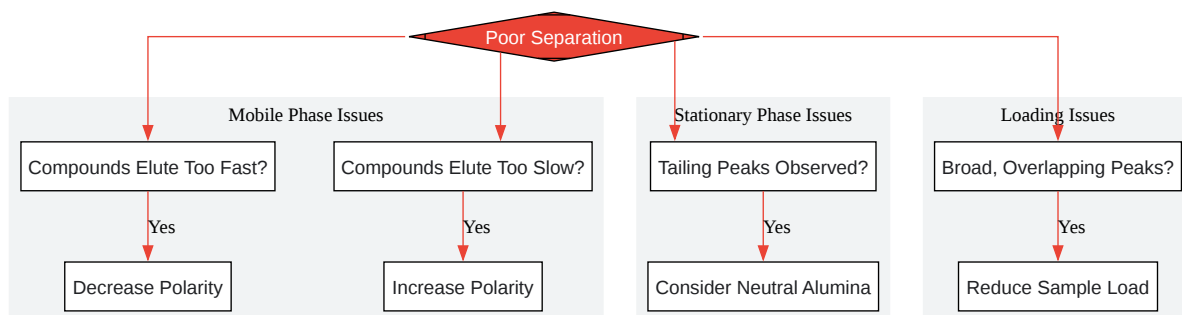 Poor Separation
Mobile Phase Issues
Stationary Phase Issues
Loading Issues
Compounds Elute Too Fast?
Compounds Elute Too Slow?
Tailing Peaks Observed?
Broad, Overlapping Peaks?
Yes
Yes
Yes
Yes
Decrease Polarity
Increase Polarity
Consider Neutral Alumina
Reduce Sample Load